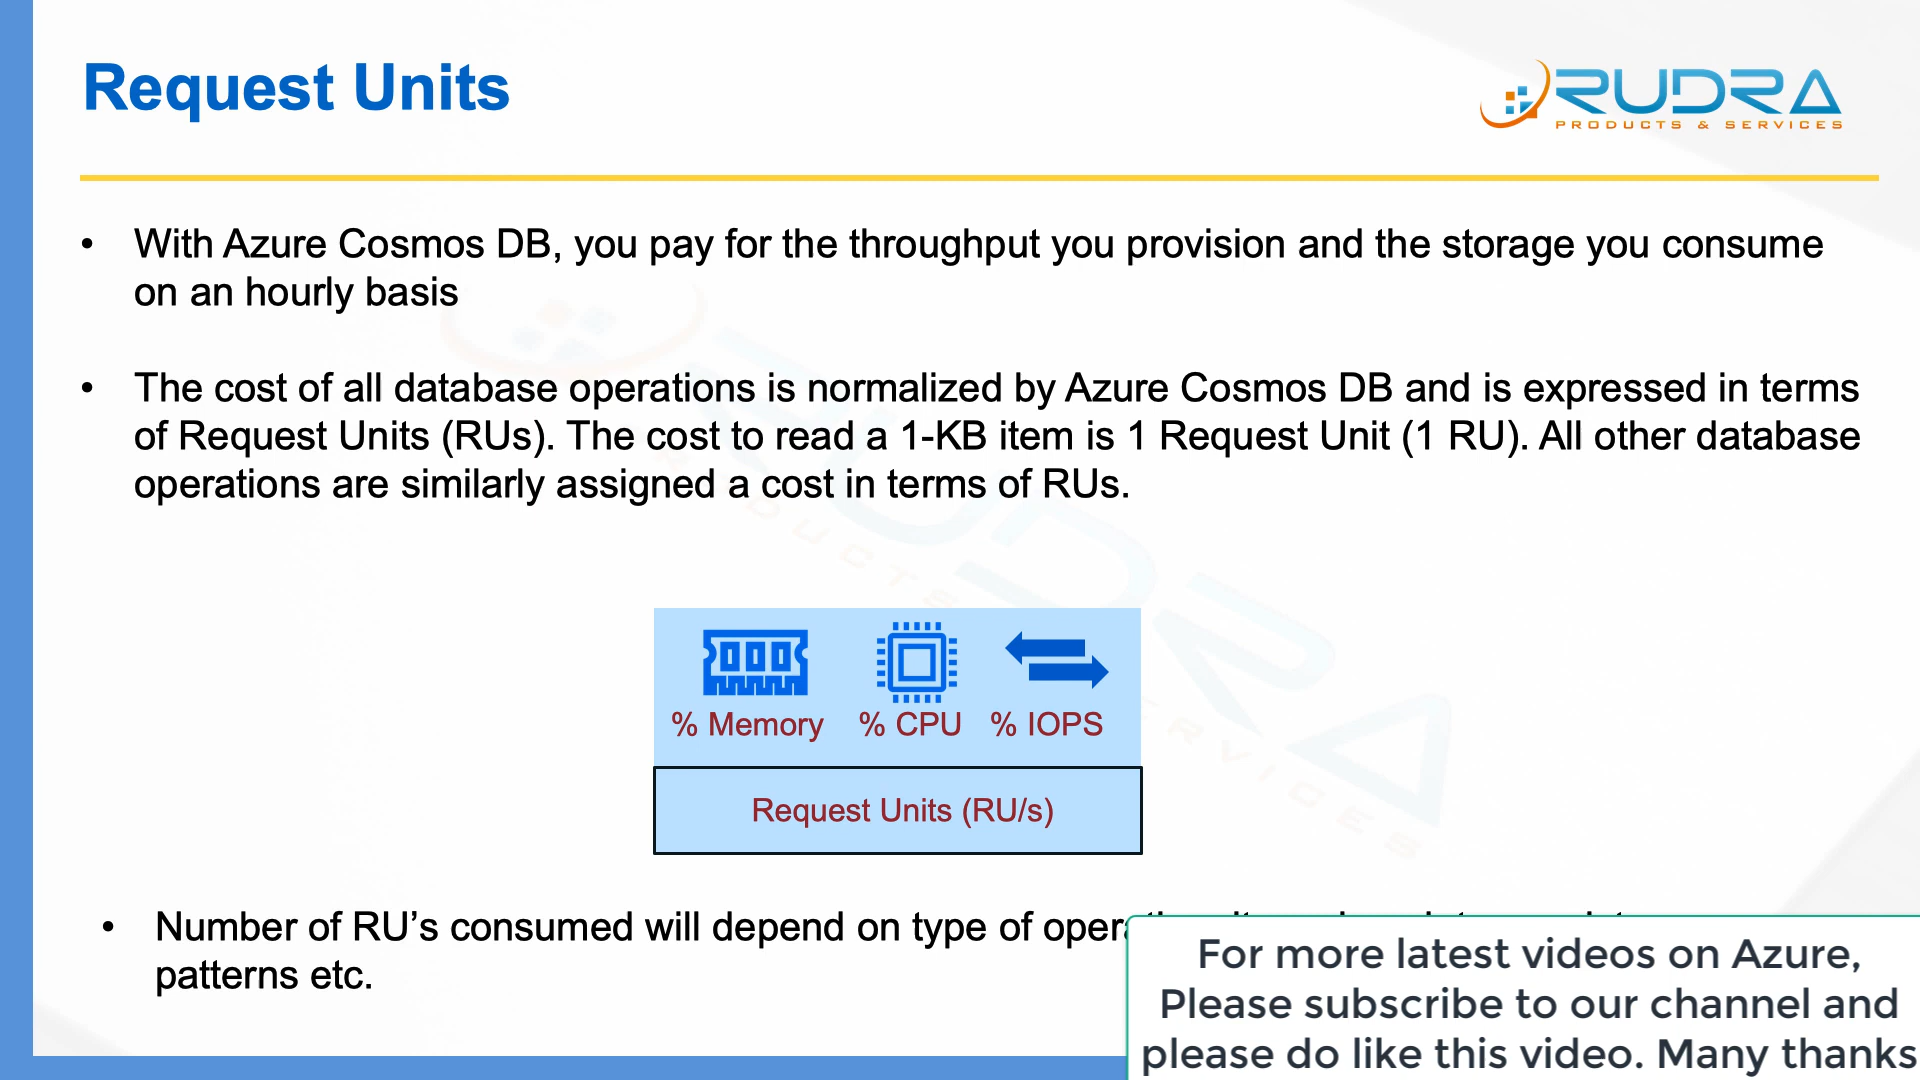 Request Units
RUDRA
PRODUCTS & SERVICES
• With Azure Cosmos DB, you pay for the throughput you provision and the storage you consume
on an hourly basis
• The cost of all database operations is normalized by Azure Cosmos DB and is expressed in terms
of Request Units (RUs). The cost to read a 1-KB item is 1 Request Unit (1 RU). All other database
operations are similarly assigned a cost in terms of RUs.
% Memory % CPU % IOPS
Request Units (RU/s)
• Number of RU’s consumed will depend on type of
patterns etc.
For more latest videos on Azure,
Please subscribe to our channel and
please do like this video. Many thanks